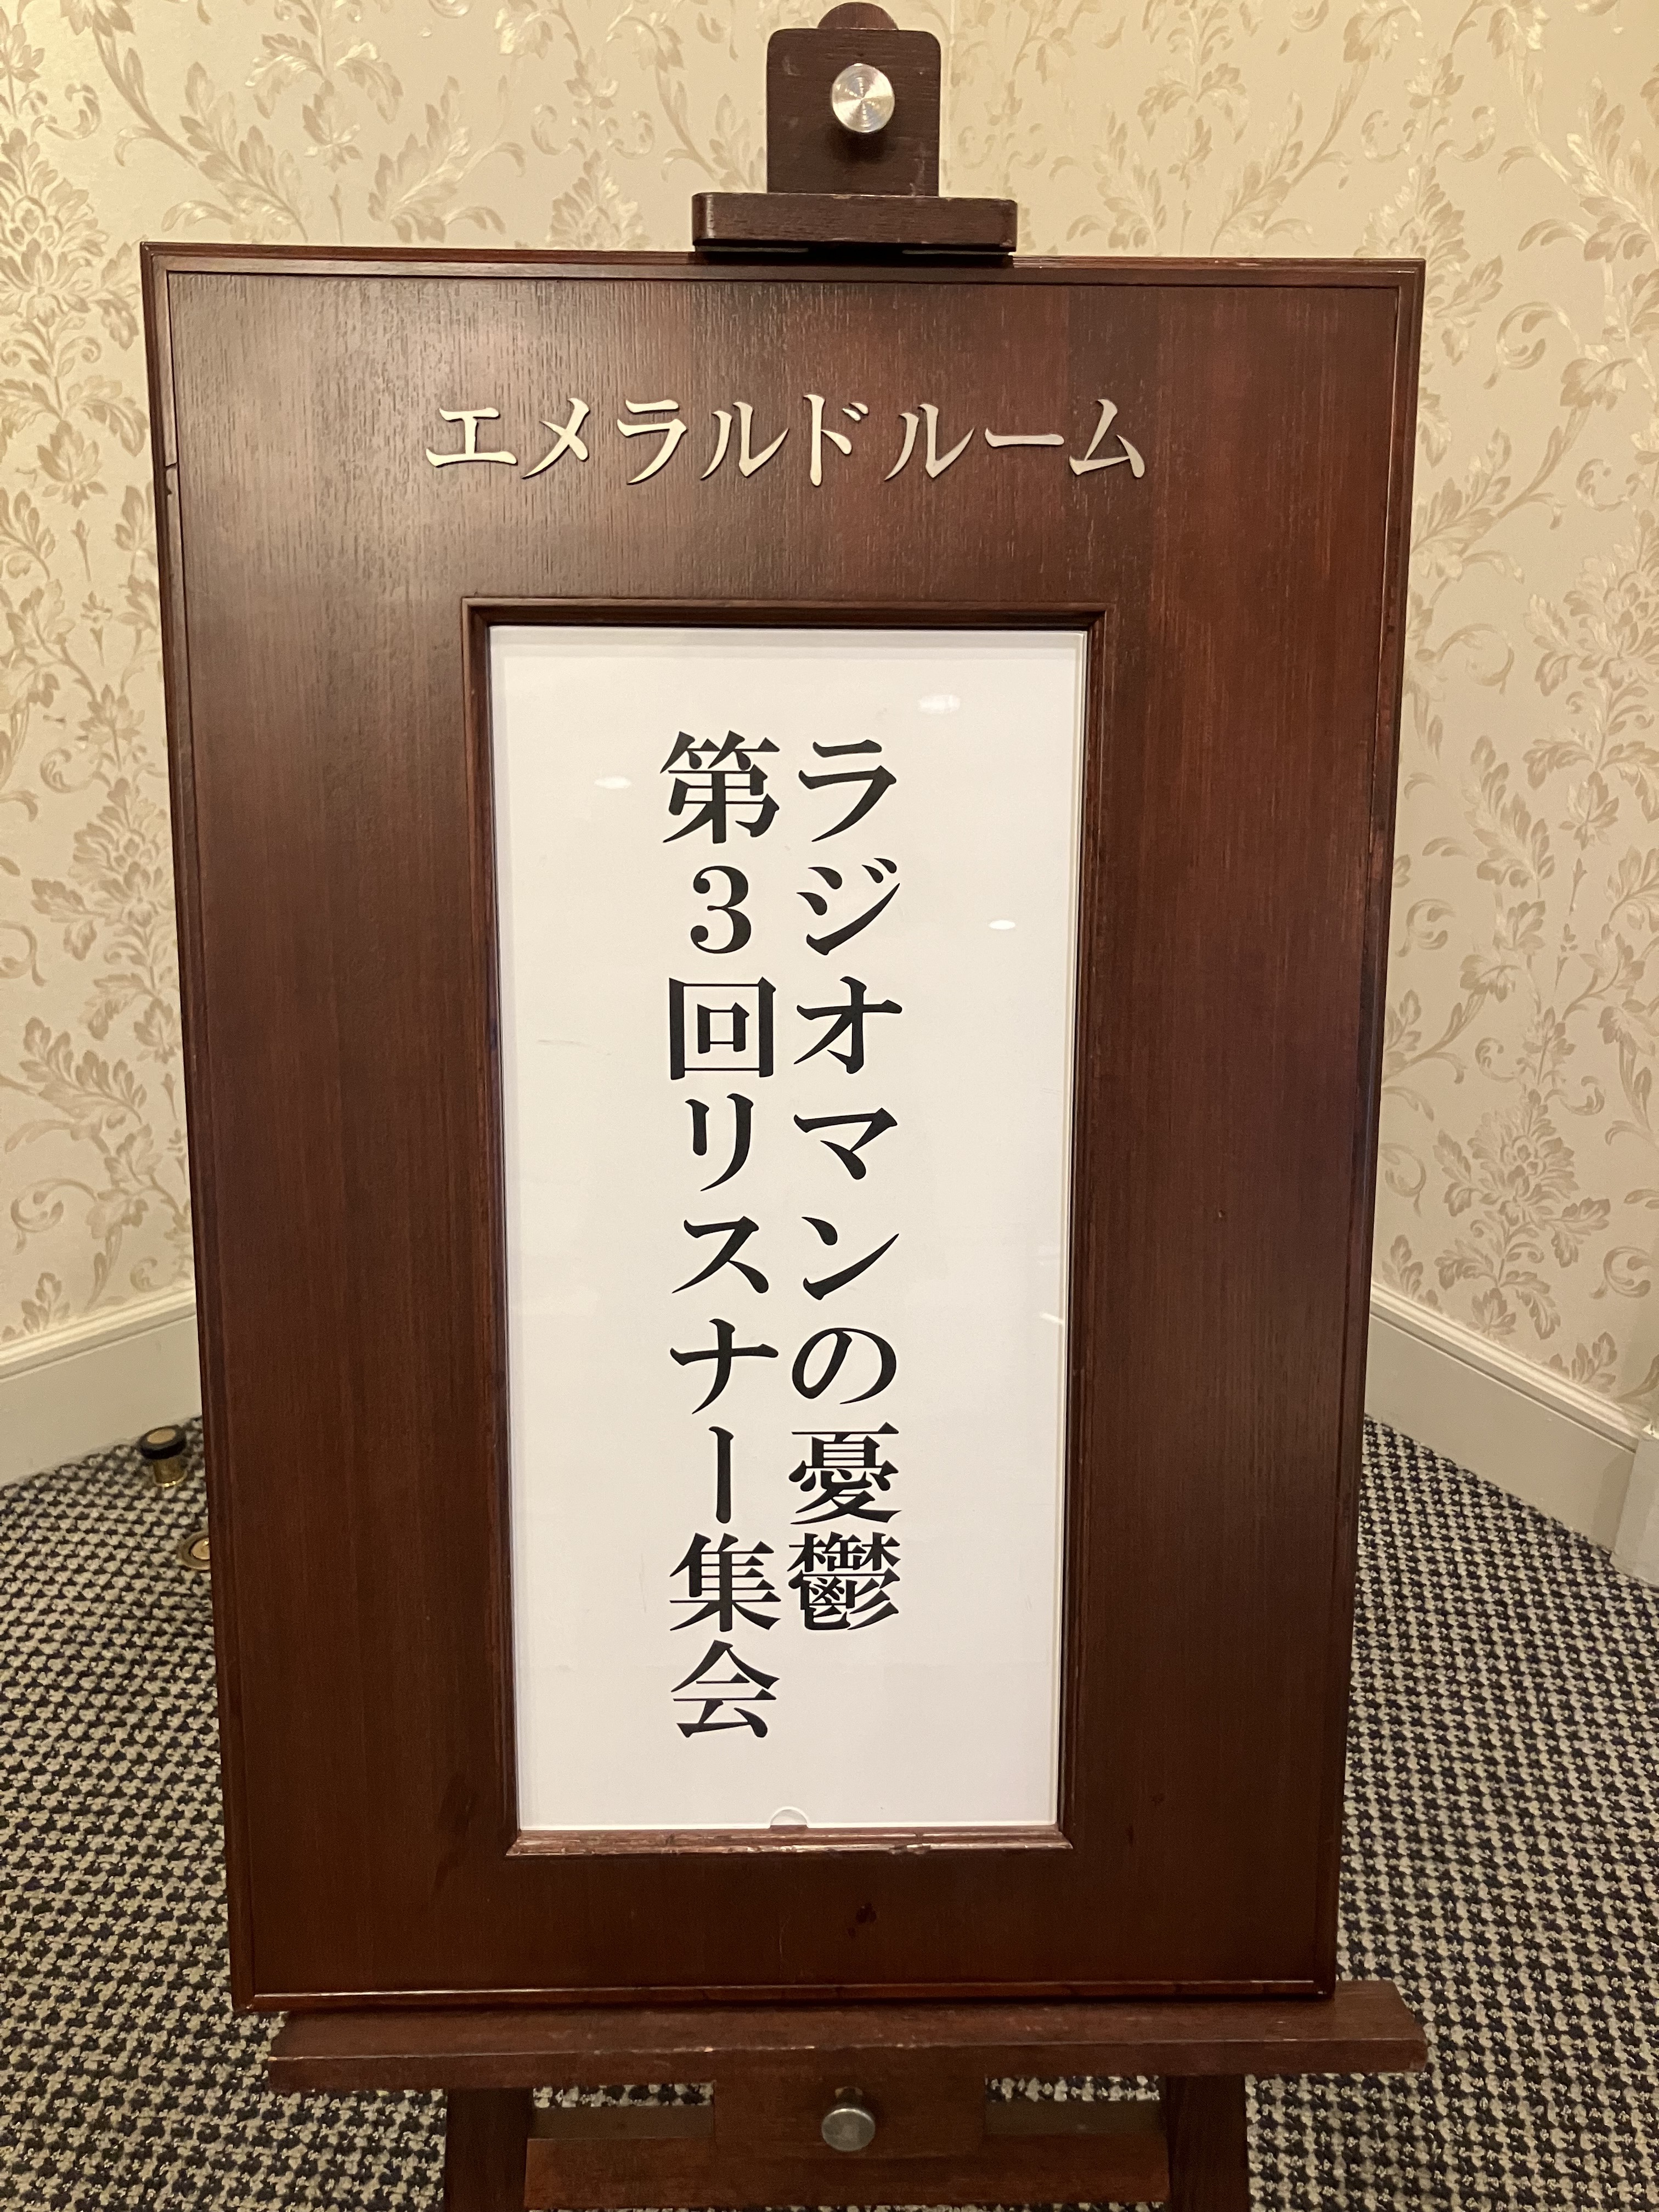 エメラルド ルーム
ラジオマンの憂鬱
第3回リスナー集会